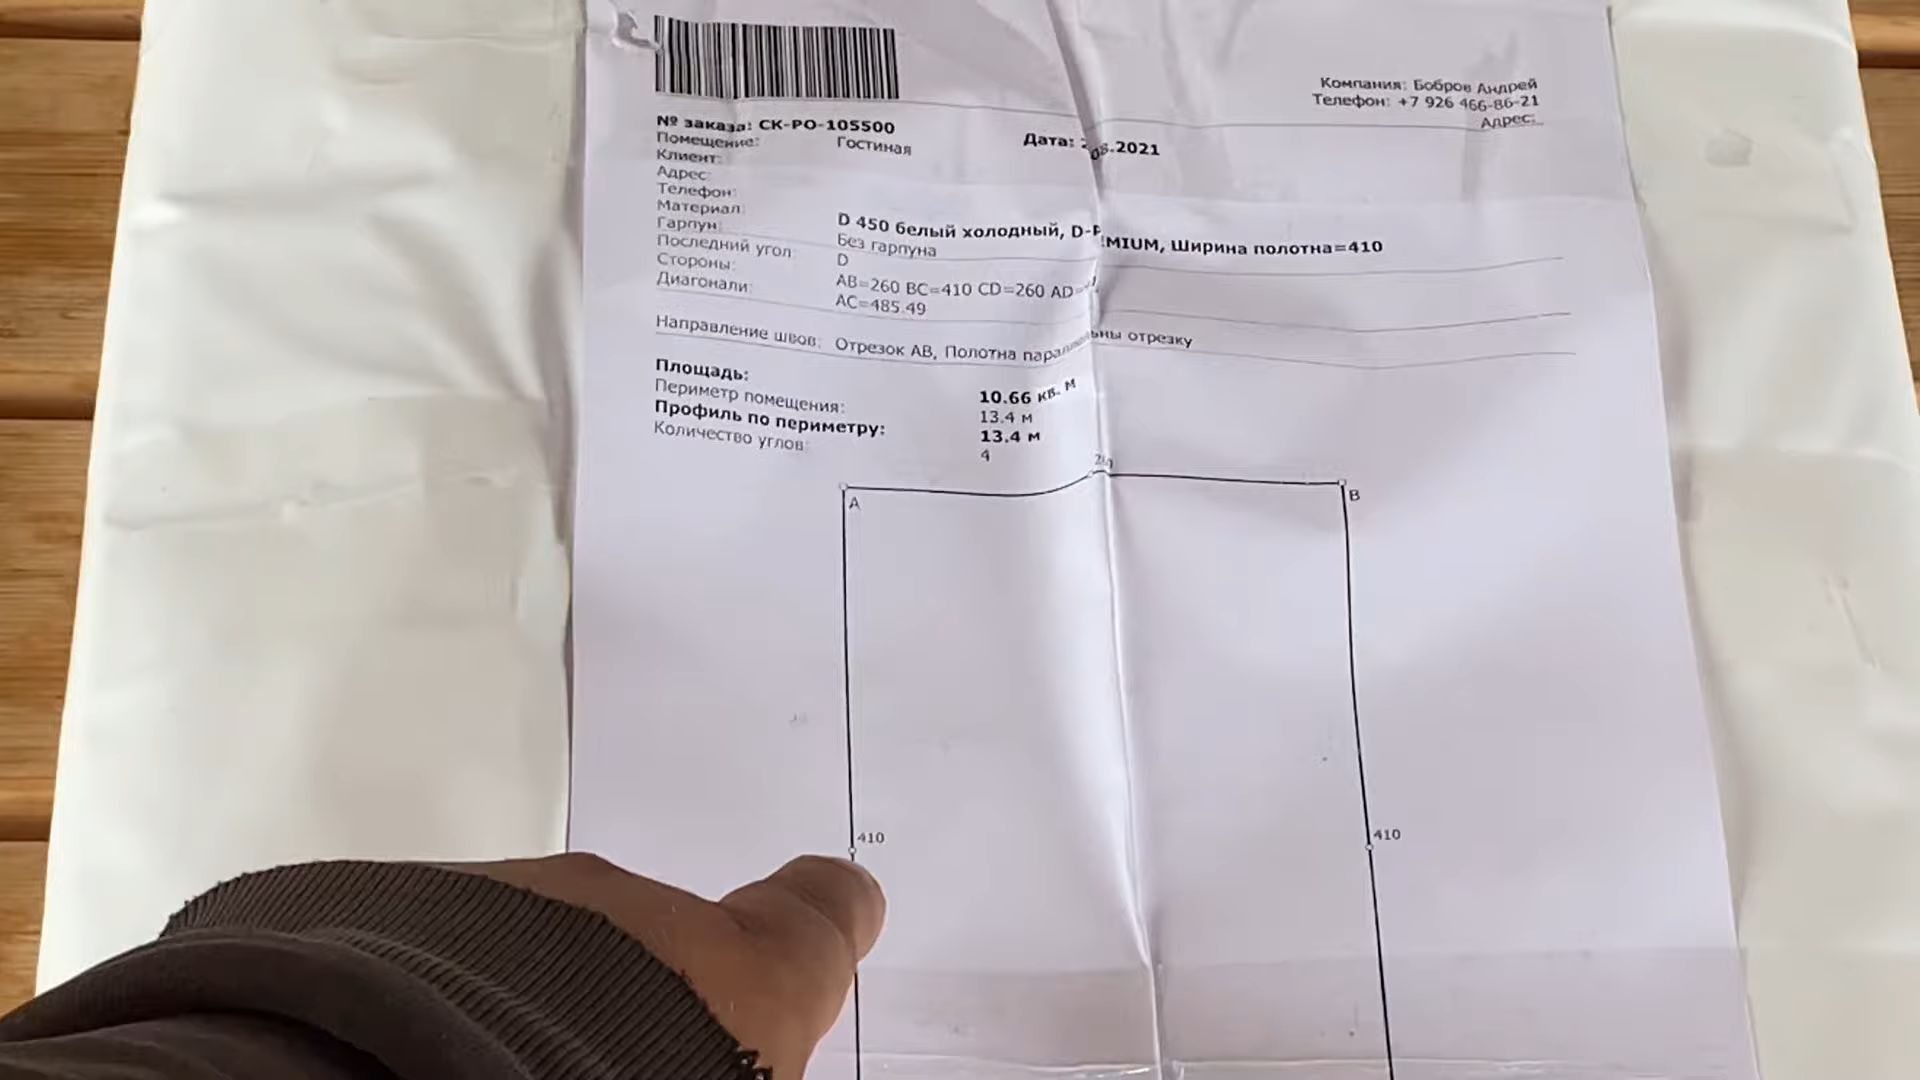 Компания: Бобров Андрей
Телефон: +7 926 466-86-21
Адрес:
№ заказа: СК-РО-105500
Дата: .2021
Помещение: Гостиная
Клиент:
Адрес:
Телефон:
Материал: D 450 белый холодный, Ширина полотна=410
Гарпун: Без гарпуна
Последний угол: D
Стороны: AB=260 BC=410 CD=260 AD=
Диагонали: AC=485.49
Направление швов: Отрезок AB, Полотна отрезку
Площадь: 10.66 кв. м
Периметр помещения: 13.4 м
Профиль по периметру: 13.4 м
Количество углов: 4
A
B
410
410